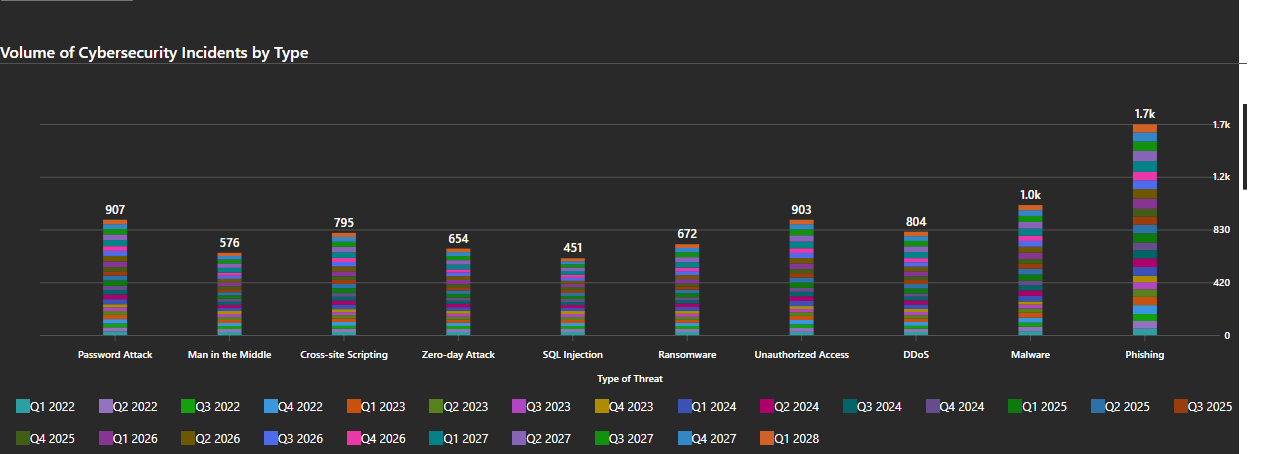 Volume of Cybersecurity Incidents by Type
1.7k
1.7k
1.2k
1.0k
907
903
795
804
672
654
576
451
830
420
0
Password Attack
Man in the Middle
Cross-site Scripting
Zero-day Attack
SQL Injection
Ransomware
Unauthorized Access
DDoS
Malware
Phishing
Type of Threat
Q1 2022 Q2 2022 Q3 2022 Q4 2022 Q1 2023 Q2 2023 Q3 2023 Q4 2023 Q1 2024 Q2 2024 Q3 2024 Q4 2024 Q1 2025 Q2 2025 Q3 2025
Q4 2025 Q1 2026 Q2 2026 Q3 2026 Q4 2026 Q1 2027 Q2 2027 Q3 2027 Q4 2027 Q1 2028